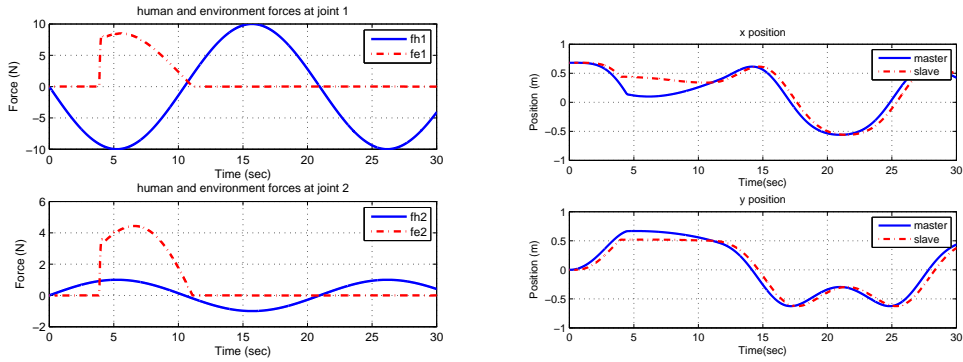 human and environment forces at joint 1
10
5
0
−5
−10
Force (N)
fh1
fe1
0 5 10 15 20 25 30
Time (sec)
human and environment forces at joint 2
6
4
2
0
−2
Force (N)
fh2
fe2
0 5 10 15 20 25 30
Time (sec)
x position
1
0.5
0
−0.5
−1
Position (m)
master
slave
0 5 10 15 20 25 30
Time(sec)
y position
1
0.5
0
−0.5
−1
Position (m)
master
slave
0 5 10 15 20 25 30
Time(sec)